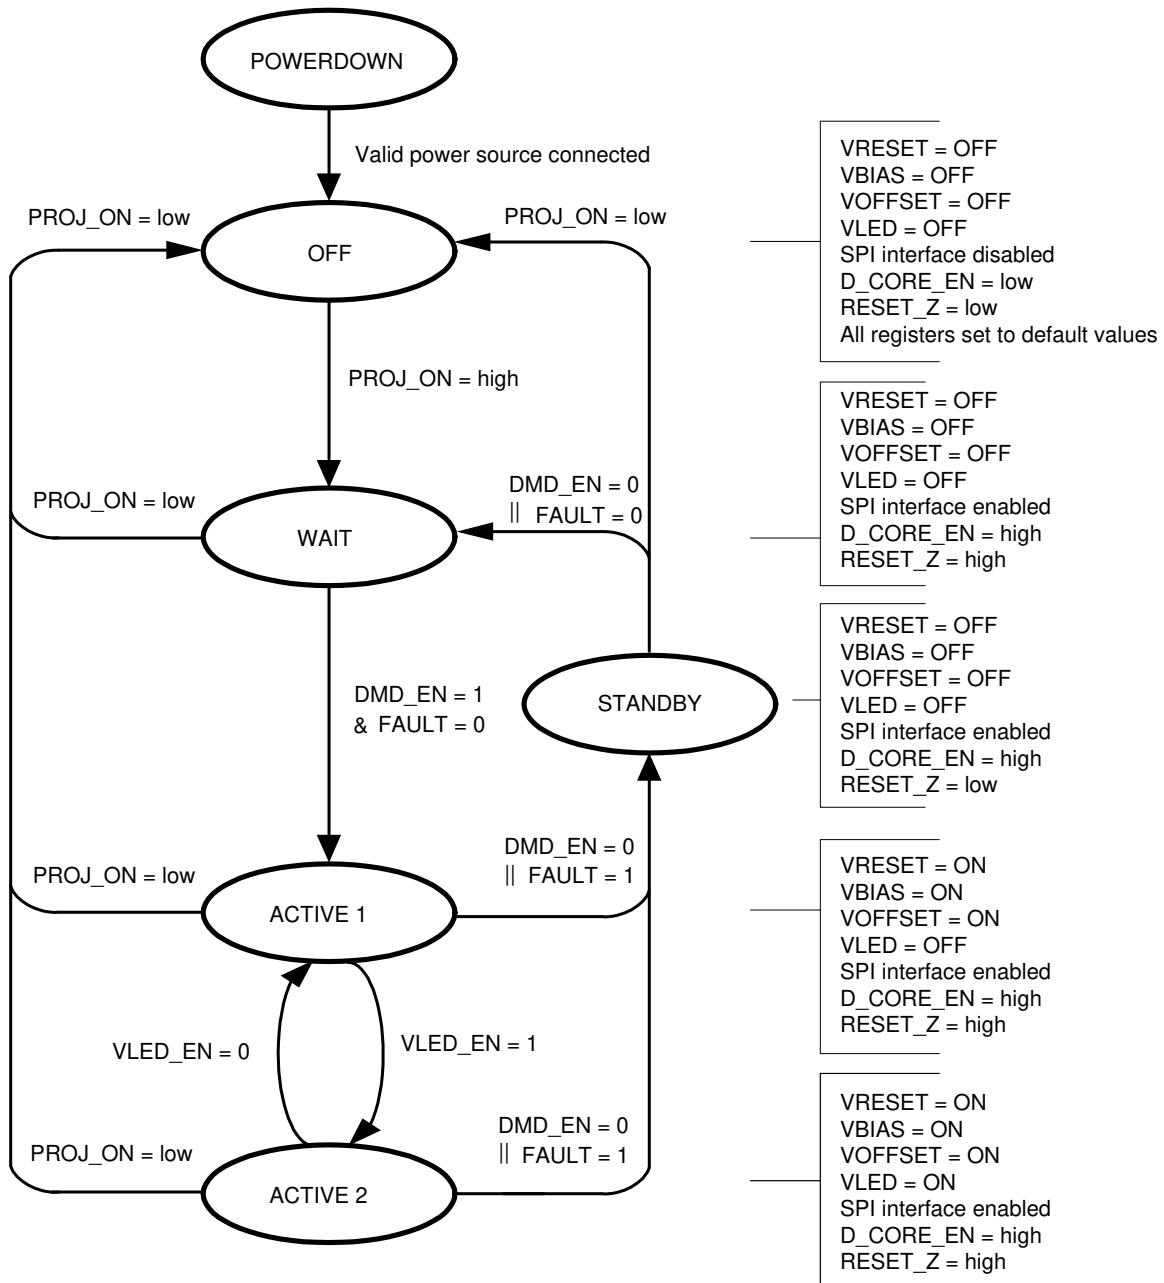 POWERDOWN
Valid power source connected
PROJ_ON = low
PROJ_ON = low
OFF
VRESET = OFF
VBIAS = OFF
VOFFSET = OFF
VLED = OFF
SPI interface disabled
D_CORE_EN = low
RESET_Z = low
All registers set to default values
PROJ_ON = high
PROJ_ON = low
WAIT
DMD_EN = 0
|| FAULT = 0
VRESET = OFF
VBIAS = OFF
VOFFSET = OFF
VLED = OFF
SPI interface enabled
D_CORE_EN = high
RESET_Z = high
DMD_EN = 1
& FAULT = 0
STANDBY
VRESET = OFF
VBIAS = OFF
VOFFSET = OFF
VLED = OFF
SPI interface enabled
D_CORE_EN = high
RESET_Z = low
PROJ_ON = low
ACTIVE 1
DMD_EN = 0
|| FAULT = 1
VRESET = ON
VBIAS = ON
VOFFSET = ON
VLED = OFF
SPI interface enabled
D_CORE_EN = high
RESET_Z = high
VLED_EN = 0
VLED_EN = 1
PROJ_ON = low
ACTIVE 2
DMD_EN = 0
|| FAULT = 1
VRESET = ON
VBIAS = ON
VOFFSET = ON
VLED = ON
SPI interface enabled
D_CORE_EN = high
RESET_Z = high